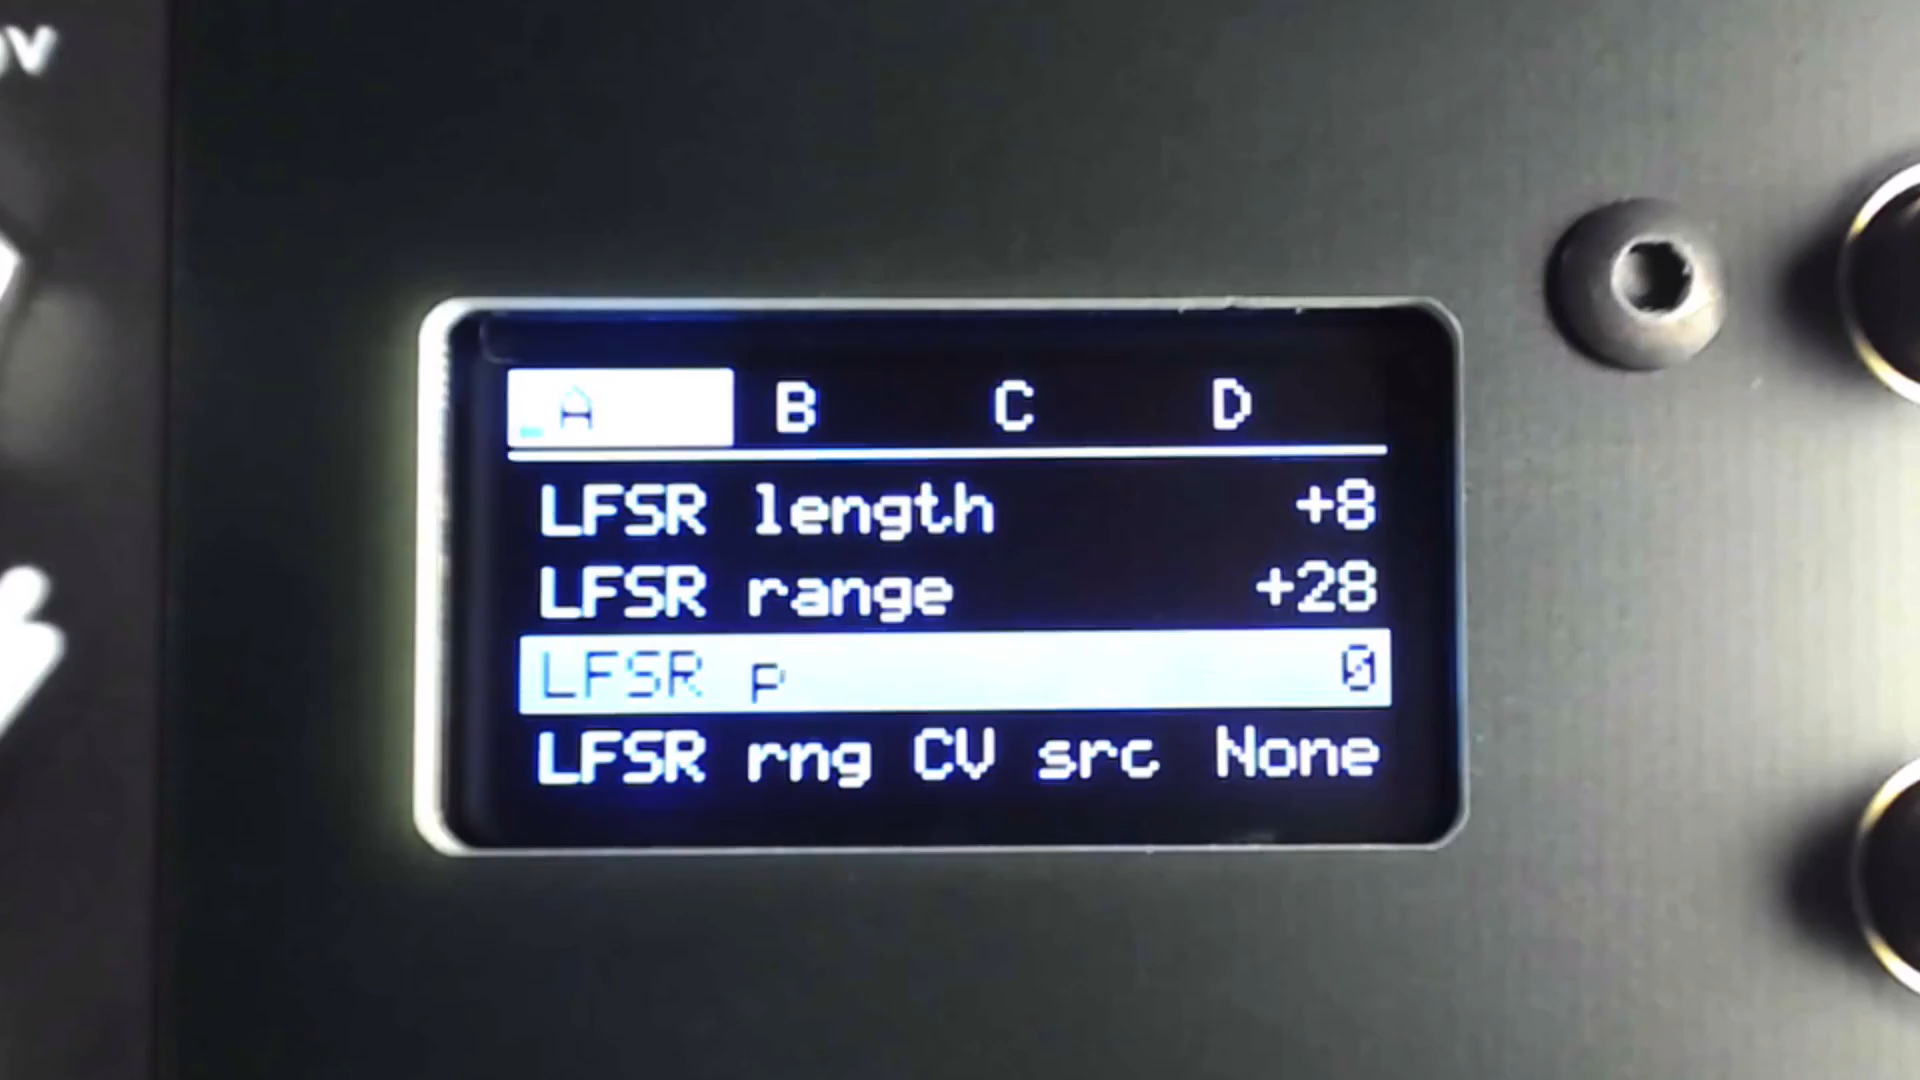 A B C D
LFSR length +8
LFSR range +28
LFSR p 0
LFSR rng CV src None